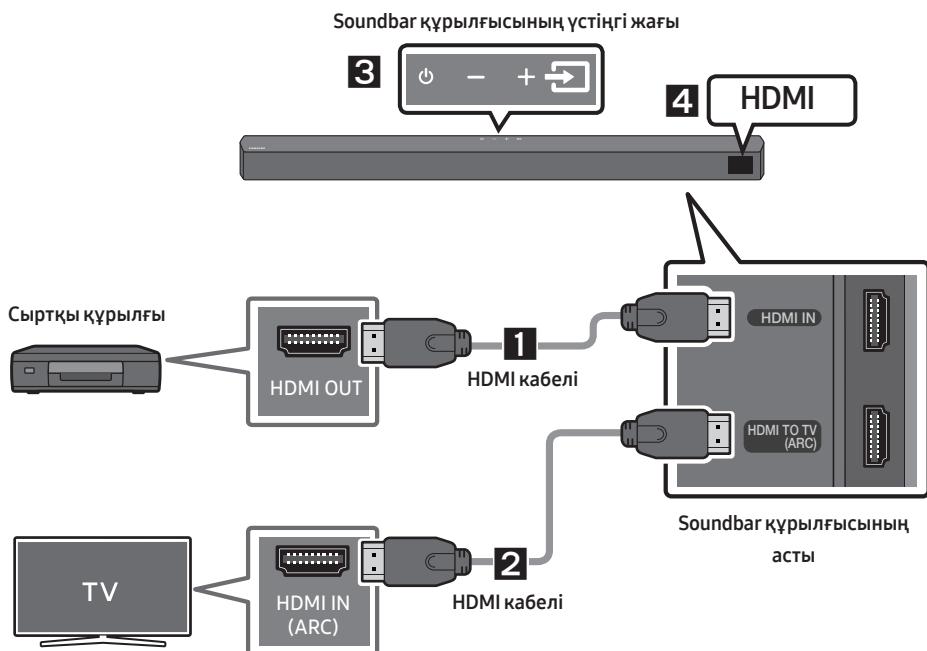 Soundbar құрылғысының үстіңгі жағы
3
4
HDMI
Сыртқы құрылғы
HDMI OUT
1
HDMI кабелі
HDMI IN
HDMI TO TV
(ARC)
Soundbar құрылғысының
асты
TV
HDMI IN
(ARC)
2
HDMI кабелі